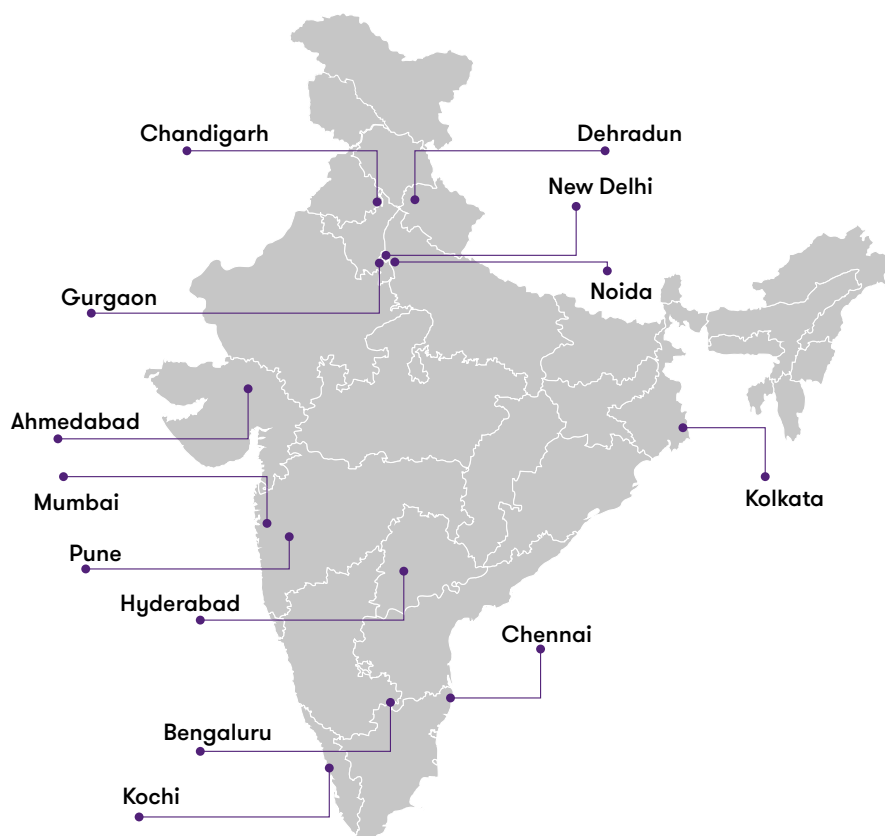 Chandigarh
Dehradun
New Delhi
Noida
Gurgaon
Ahmedabad
Mumbai
Kolkata
Pune
Hyderabad
Chennai
Bengaluru
Kochi